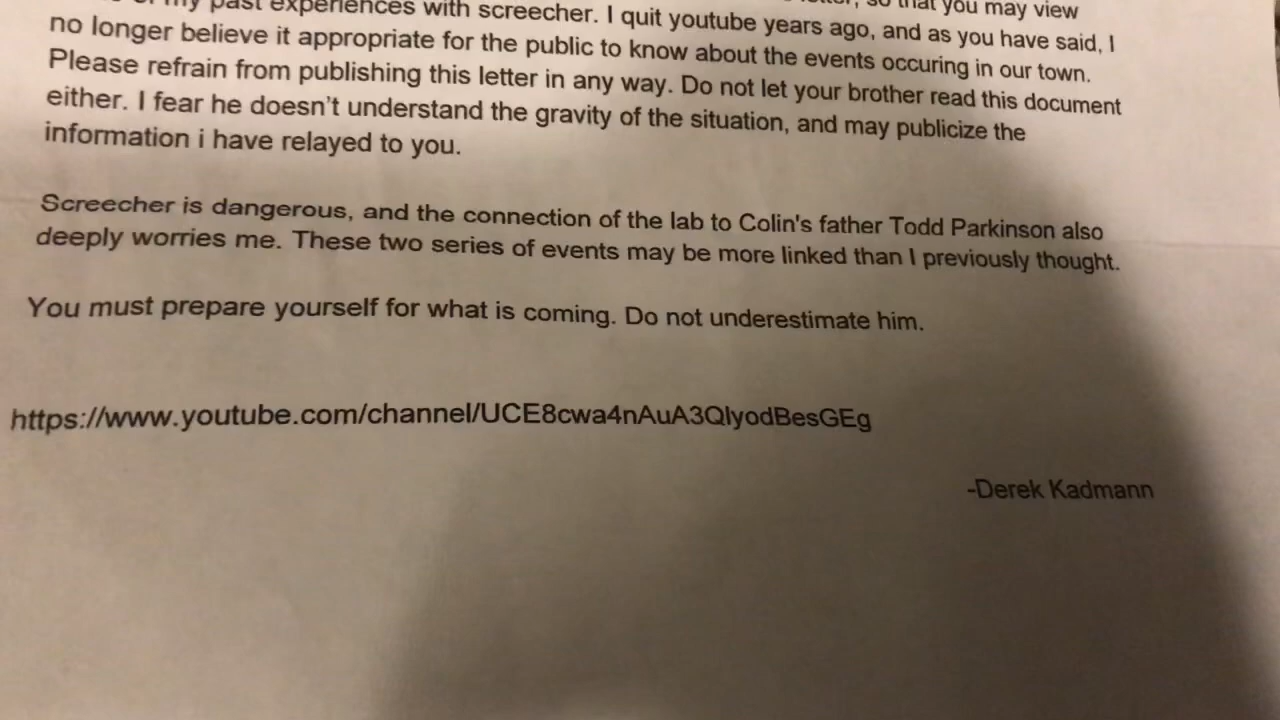 my past experiences with screecher. I quit youtube years ago, and as you have said, I
so that you may view
no longer believe it appropriate for the public to know about the events occuring in our town.
Please refrain from publishing this letter in any way. Do not let your brother read this document
either. I fear he doesn't understand the gravity of the situation, and may publicize the
information i have relayed to you.
Screecher is dangerous, and the connection of the lab to Colin's father Todd Parkinson also
deeply worries me. These two series of events may be more linked than I previously thought.
You must prepare yourself for what is coming. Do not underestimate him.
https://www.youtube.com/channel/UCE8cwa4nAuA3QlyodBesGEg
-Derek Kadmann